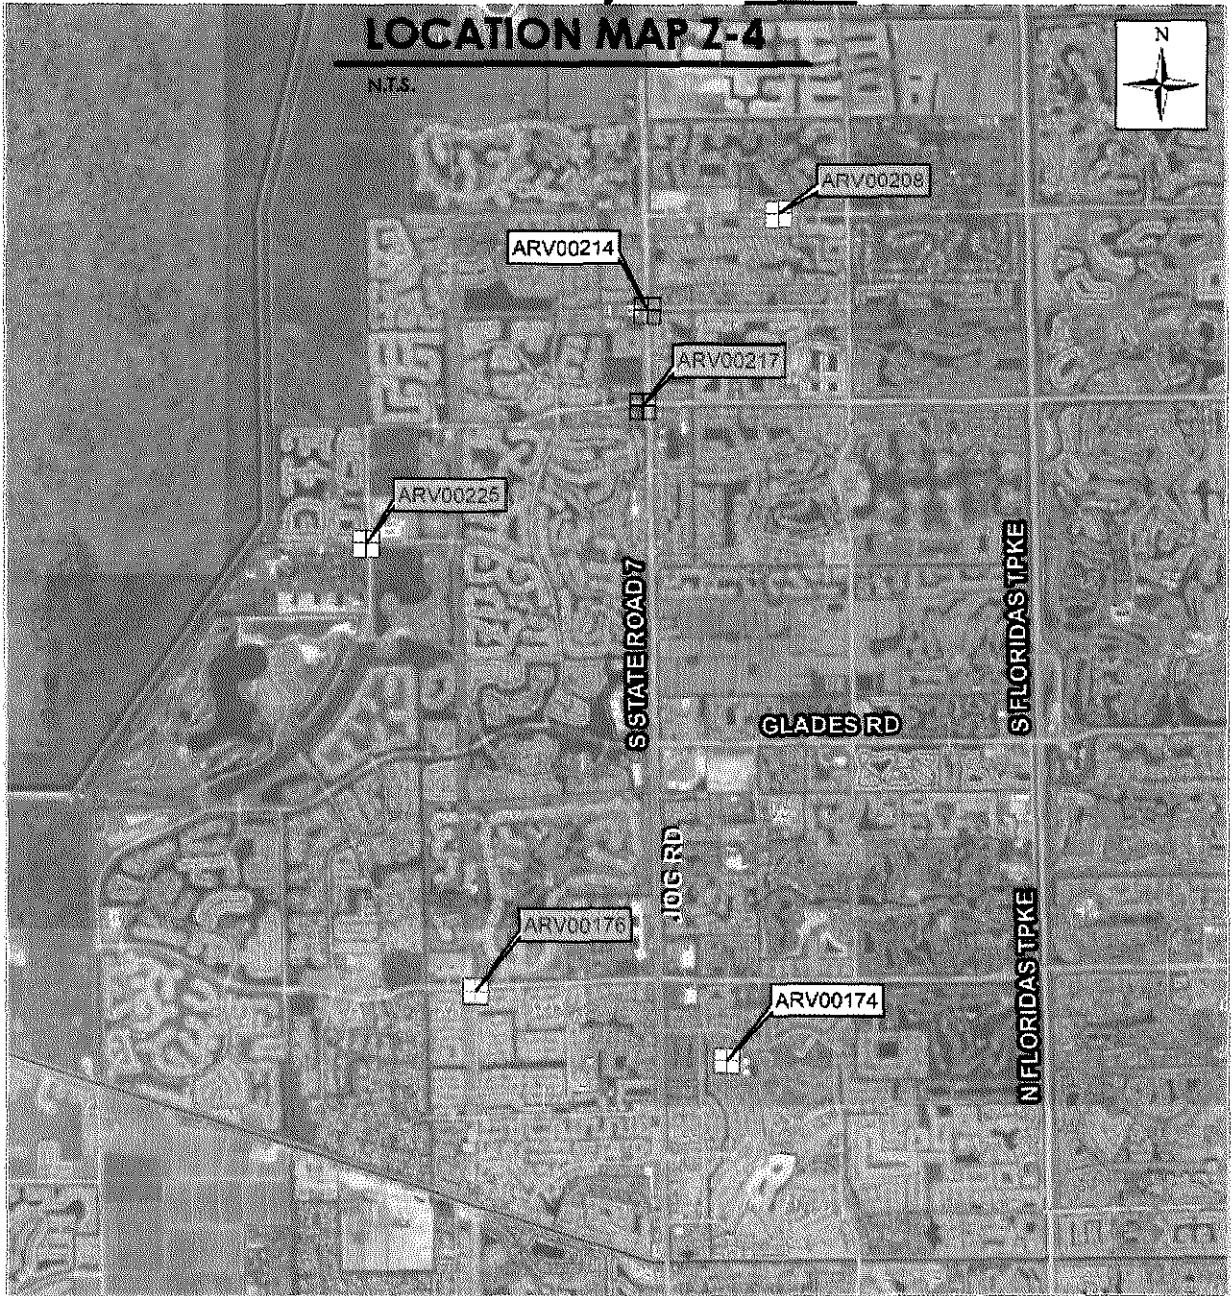 LOCATION MAP Z-4
N.T.S.
N
ARV00208
ARV00214
ARV00217
ARV00225
S STATE ROAD 7
S FLORIDAS TPKE
GLADES RD
JOG RD
ARV00176
N FLORIDAS TPKE
ARV00174